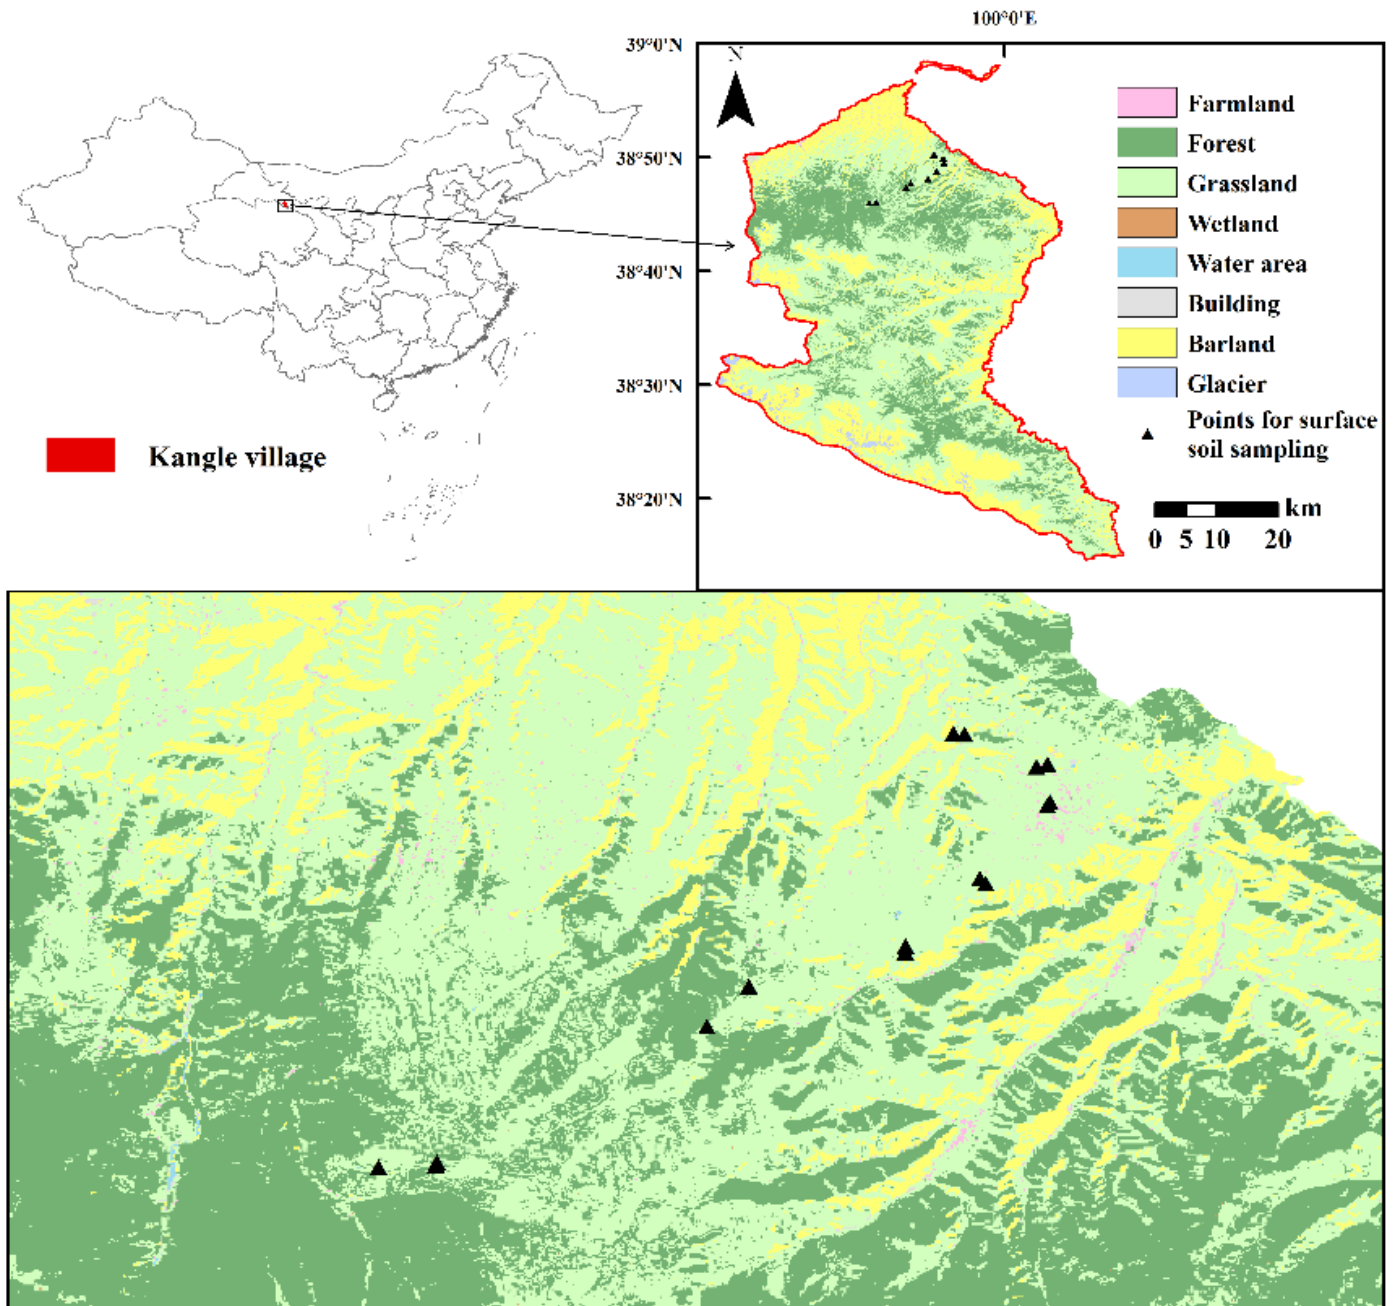 100°0'E
39°0'N
N
38°50'N
38°40'N
38°30'N
38°20'N
Farmland
Forest
Grassland
Wetland
Water area
Building
Barland
Glacier
Points for surface
soil sampling
km
0 5 10 20
Kangle village